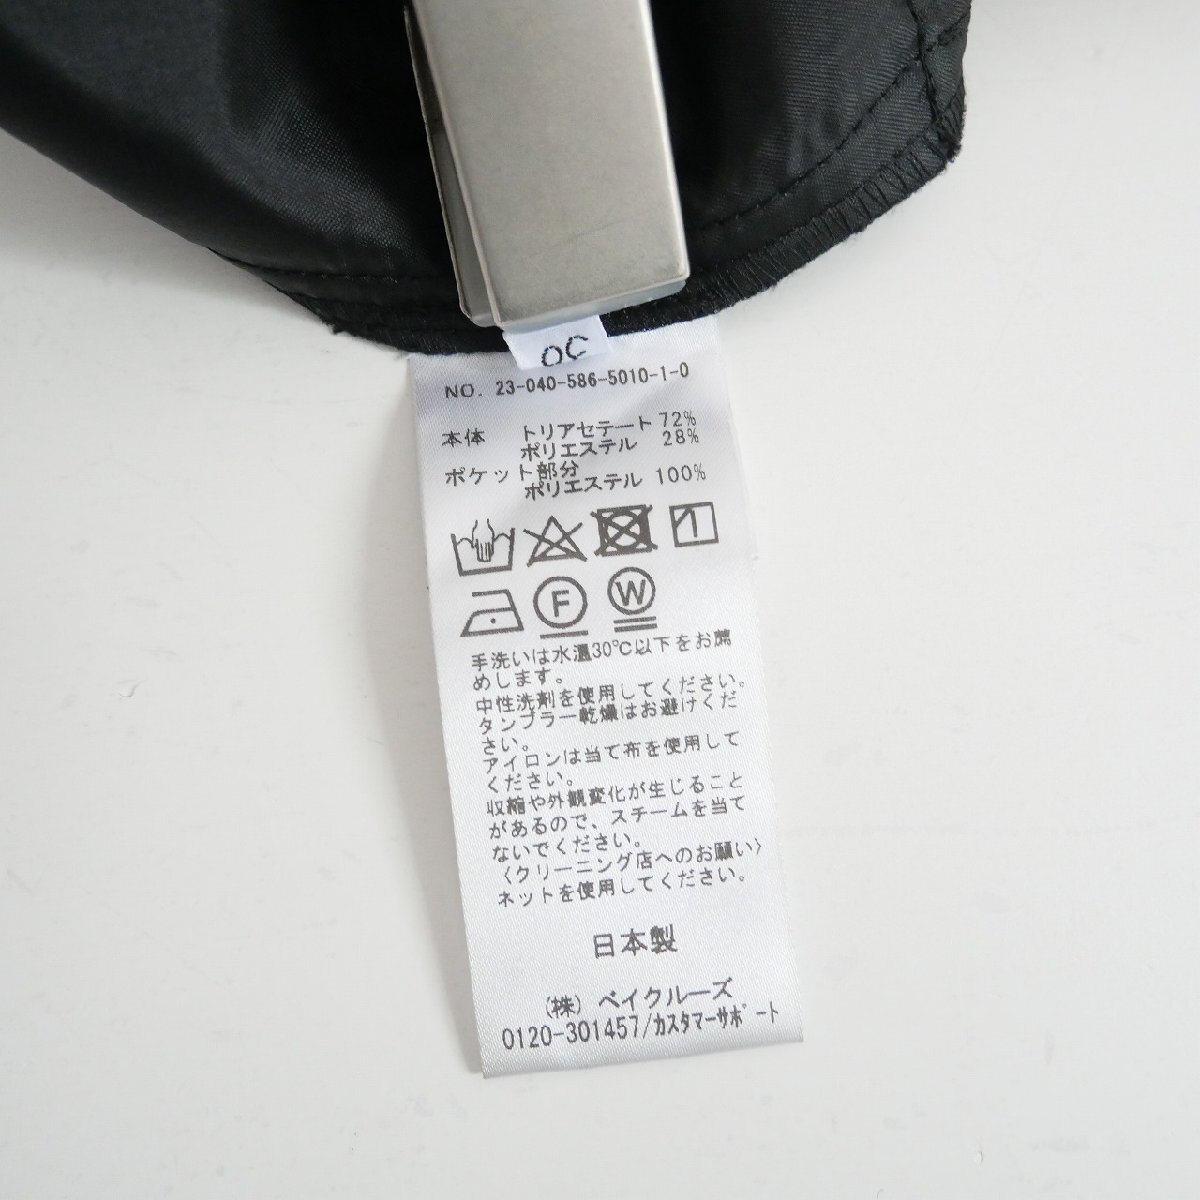 QC
NO. 23-040-586-5010-1-0
本体 トリアセテート 72%
ポリエステル 28%
ポケット部分
ポリエステル 100%
F W
手洗いは水温30℃以下をお薦
めします。
中性洗剤を使用してください。
タンブラー乾燥はお避けくだ
さい。
アイロンは当て布を使用して
ください。
収縮や外観変化が生じること
があるので、スチームを当て
ないでください。
〈クリーニング店へのお願い〉
ネットを使用してください。
日本製
(株) ベイクルーズ
0120-301457/カスタマーサポート